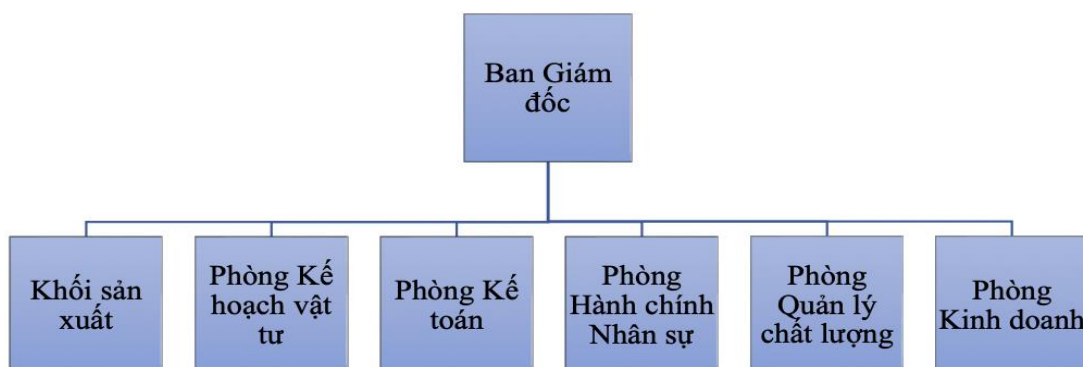 Ban Giám
đốc
Khối sản
xuất
Phòng Kế
hoạch vật
tư
Phòng Kế
toán
Phòng
Hành chính
Nhân sự
Phòng
Quản lý
chất lượng
Phòng
Kinh doanh